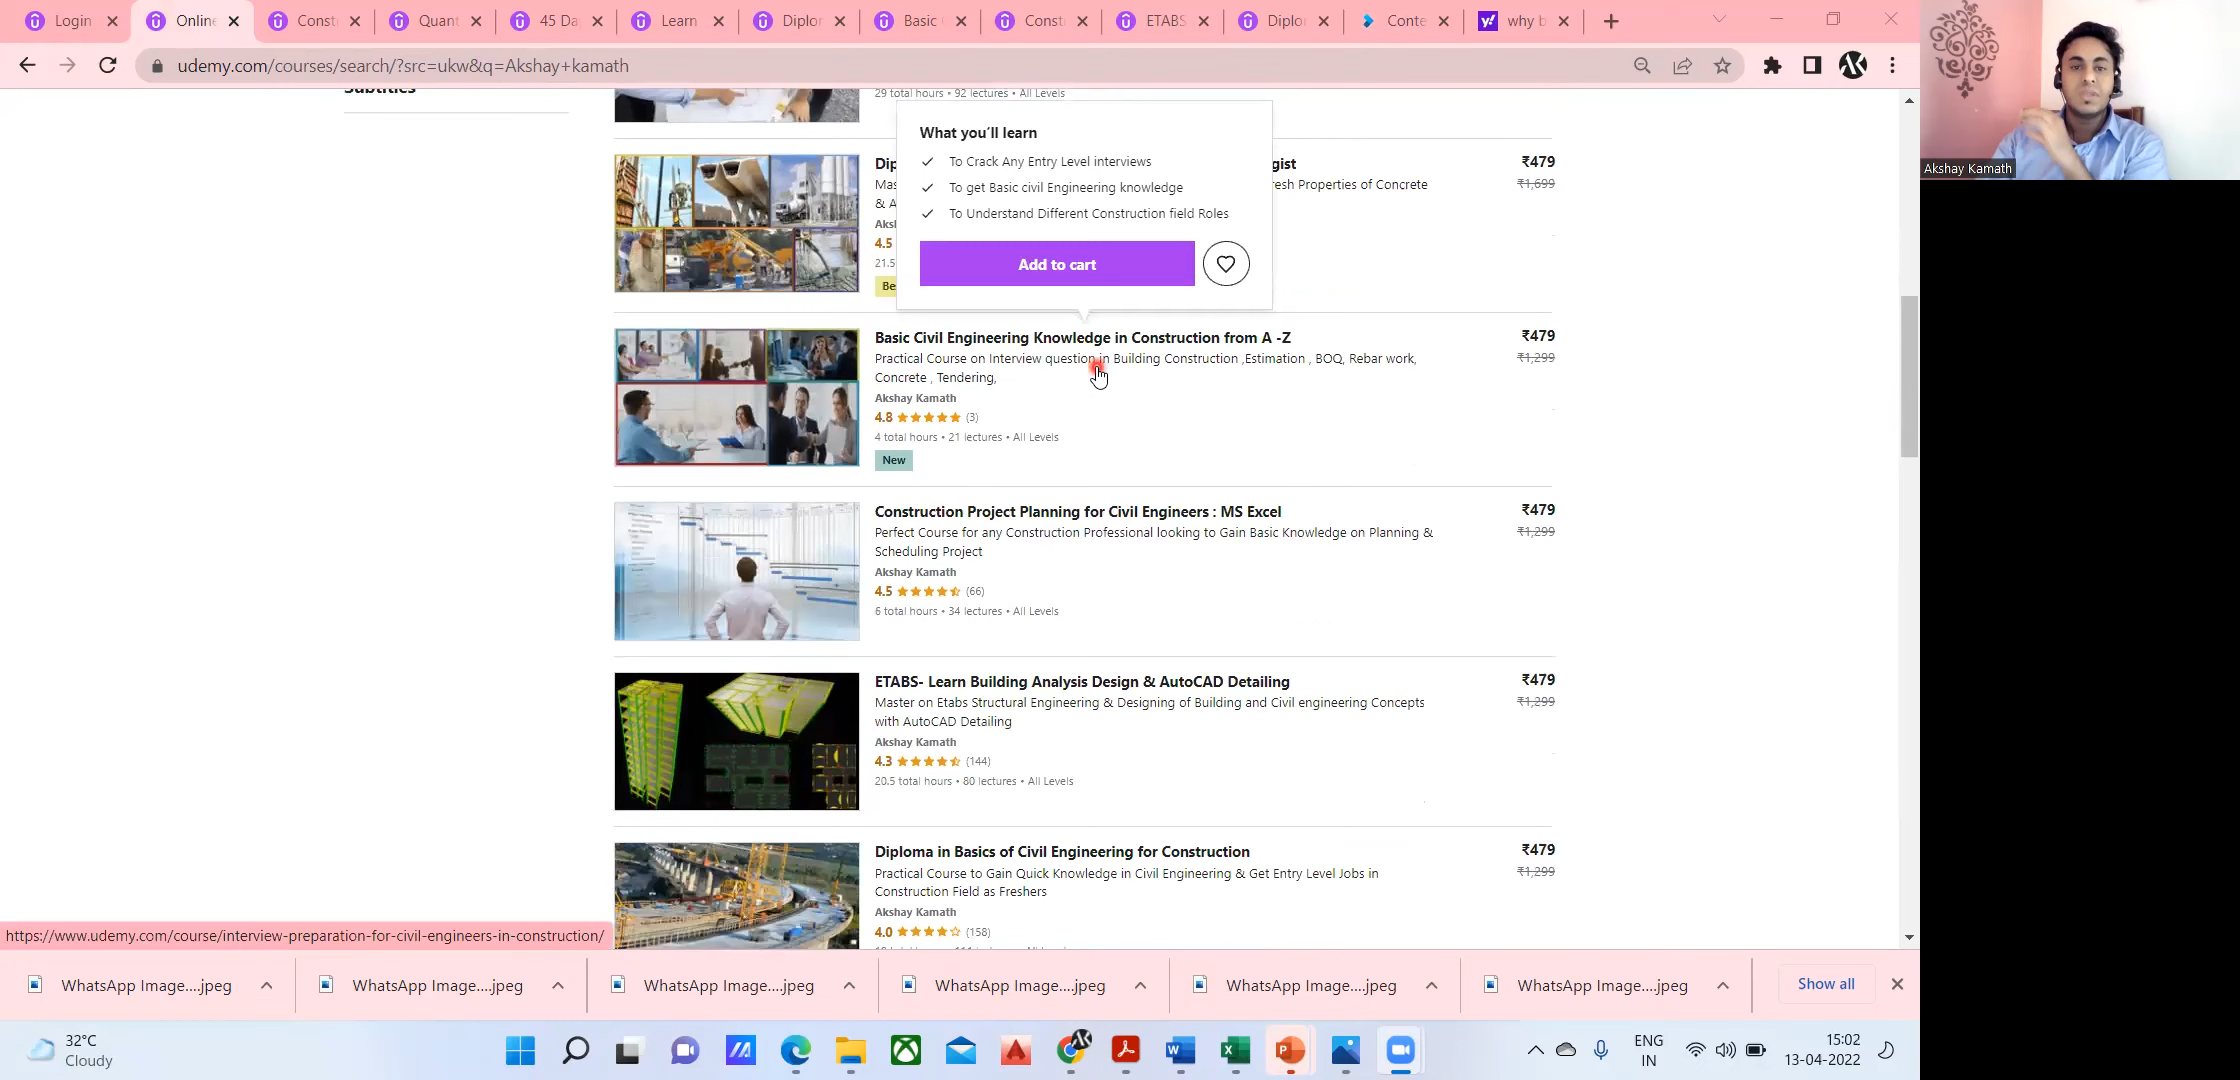 Login
Online
Const
Quant
45 Da
Learn
Diplor
Basic
Const
ETABS
Diplor
Conte
why b
udemy.com/courses/search/?src=ukw&q=Akshay+kamath
Akshay Kamath
Subtitles
29 total hours • 92 lectures • All Levels
What you'll learn
To Crack Any Entry Level interviews
To get Basic civil Engineering knowledge
To Understand Different Construction field Roles
Add to cart
Dip gist
₹479
Mas resh Properties of Concrete
₹1,699
& A
Aksh
4.5
21.5
Be
Basic Civil Engineering Knowledge in Construction from A -Z
₹479
Practical Course on Interview question in Building Construction ,Estimation , BOQ, Rebar work,
₹1,299
Concrete , Tendering,
Akshay Kamath
4.8 (3)
4 total hours • 21 lectures • All Levels
New
Construction Project Planning for Civil Engineers : MS Excel
₹479
Perfect Course for any Construction Professional looking to Gain Basic Knowledge on Planning &
₹1,299
Scheduling Project
Akshay Kamath
4.5 (66)
6 total hours • 34 lectures • All Levels
ETABS- Learn Building Analysis Design & AutoCAD Detailing
₹479
Master on Etabs Structural Engineering & Designing of Building and Civil engineering Concepts
₹1,299
with AutoCAD Detailing
Akshay Kamath
4.3 (144)
20.5 total hours • 80 lectures • All Levels
Diploma in Basics of Civil Engineering for Construction
₹479
Practical Course to Gain Quick Knowledge in Civil Engineering & Get Entry Level Jobs in
₹1,299
Construction Field as Freshers
Akshay Kamath
4.0 (158)
https://www.udemy.com/course/interview-preparation-for-civil-engineers-in-construction/
WhatsApp Image....jpeg
WhatsApp Image....jpeg
WhatsApp Image....jpeg
WhatsApp Image....jpeg
WhatsApp Image....jpeg
WhatsApp Image....jpeg
Show all
32°C
Cloudy
ENG
IN
15:02
13-04-2022